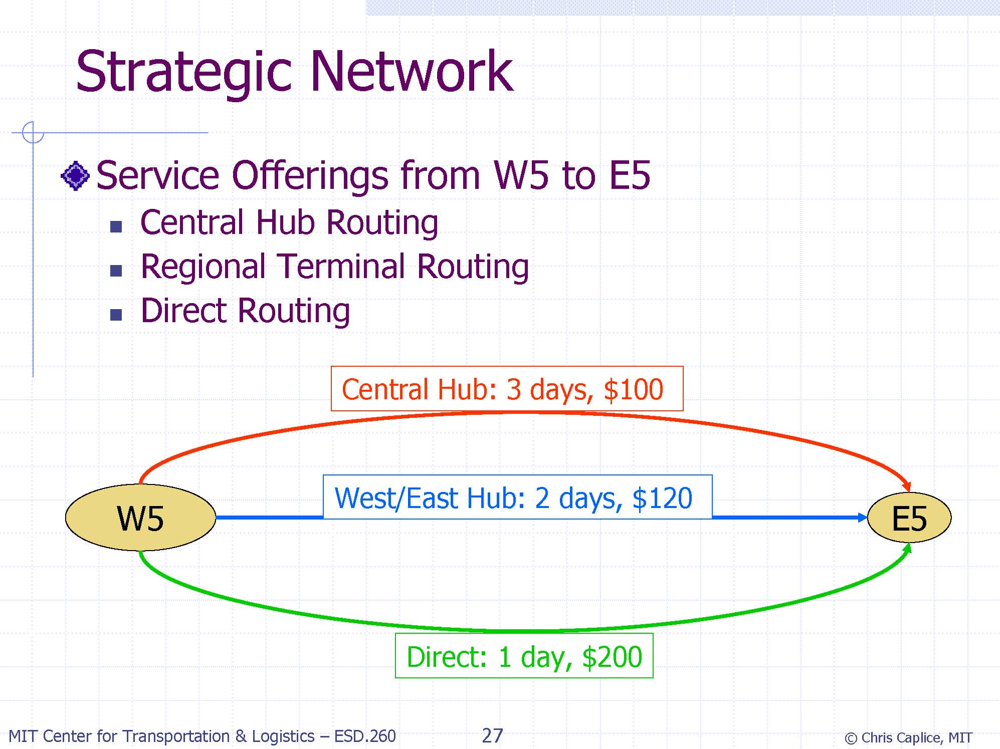 Strategic Network
Service Offerings from W5 to E5
Central Hub Routing
Regional Terminal Routing
Direct Routing
Central Hub: 3 days, $100
West/East Hub: 2 days, $120
W5
E5
Direct: 1 day, $200
MIT Center for Transportation & Logistics – ESD.260
27
© Chris Caplice, MIT